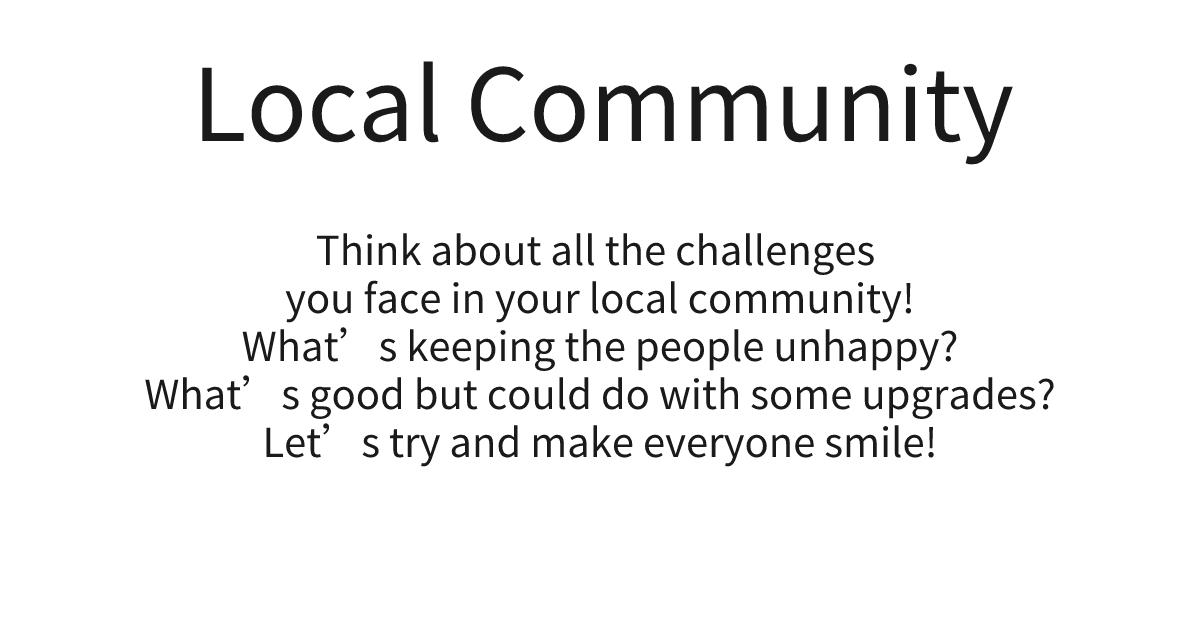 Local Community
Think about all the challenges
you face in your local community!
What’s keeping the people unhappy?
What’s good but could do with some upgrades?
Let’s try and make everyone smile!